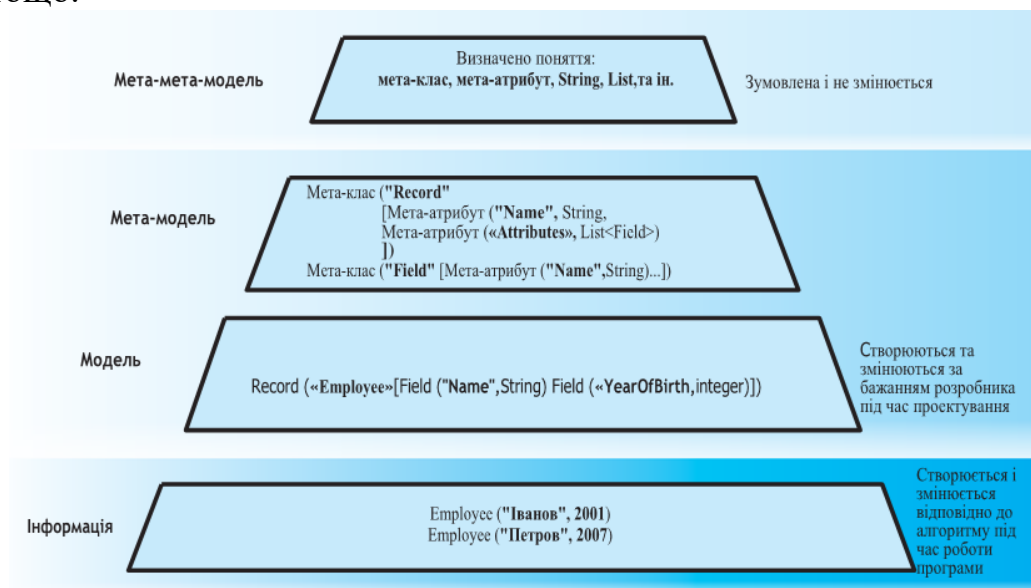 Мета-мета-модель
Визначено поняття:
мета-клас, мета-атрибут, String, List,та ін.
Зумовлена і не змінюється
Мета-модель
Мета-клас ("Record"
[Мета-атрибут ("Name", String,
Мета-атрибут («Attributes», List<Field>)
])
Мета-клас ("Field" [Мета-атрибут ("Name",String)...])
Модель
Record («Employee»[Field ("Name",String) Field («YearOfBirth,integer)])
Створюються та
змінюються за
бажанням розробника
під час проектування
Інформація
Employee ("Іванов", 2001)
Employee ("Петров", 2007)
Створюється і
змінюється
відповідно до
алгоритму під
час роботи
програми